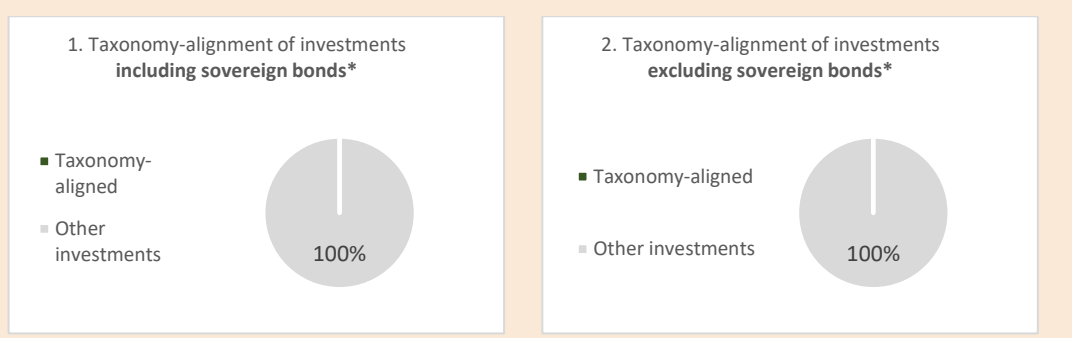 1. Taxonomy-alignment of investments
including sovereign bonds*
Taxonomy-
aligned
Other
investments
100%
2. Taxonomy-alignment of investments
excluding sovereign bonds*
Taxonomy-aligned
Other investments
100%